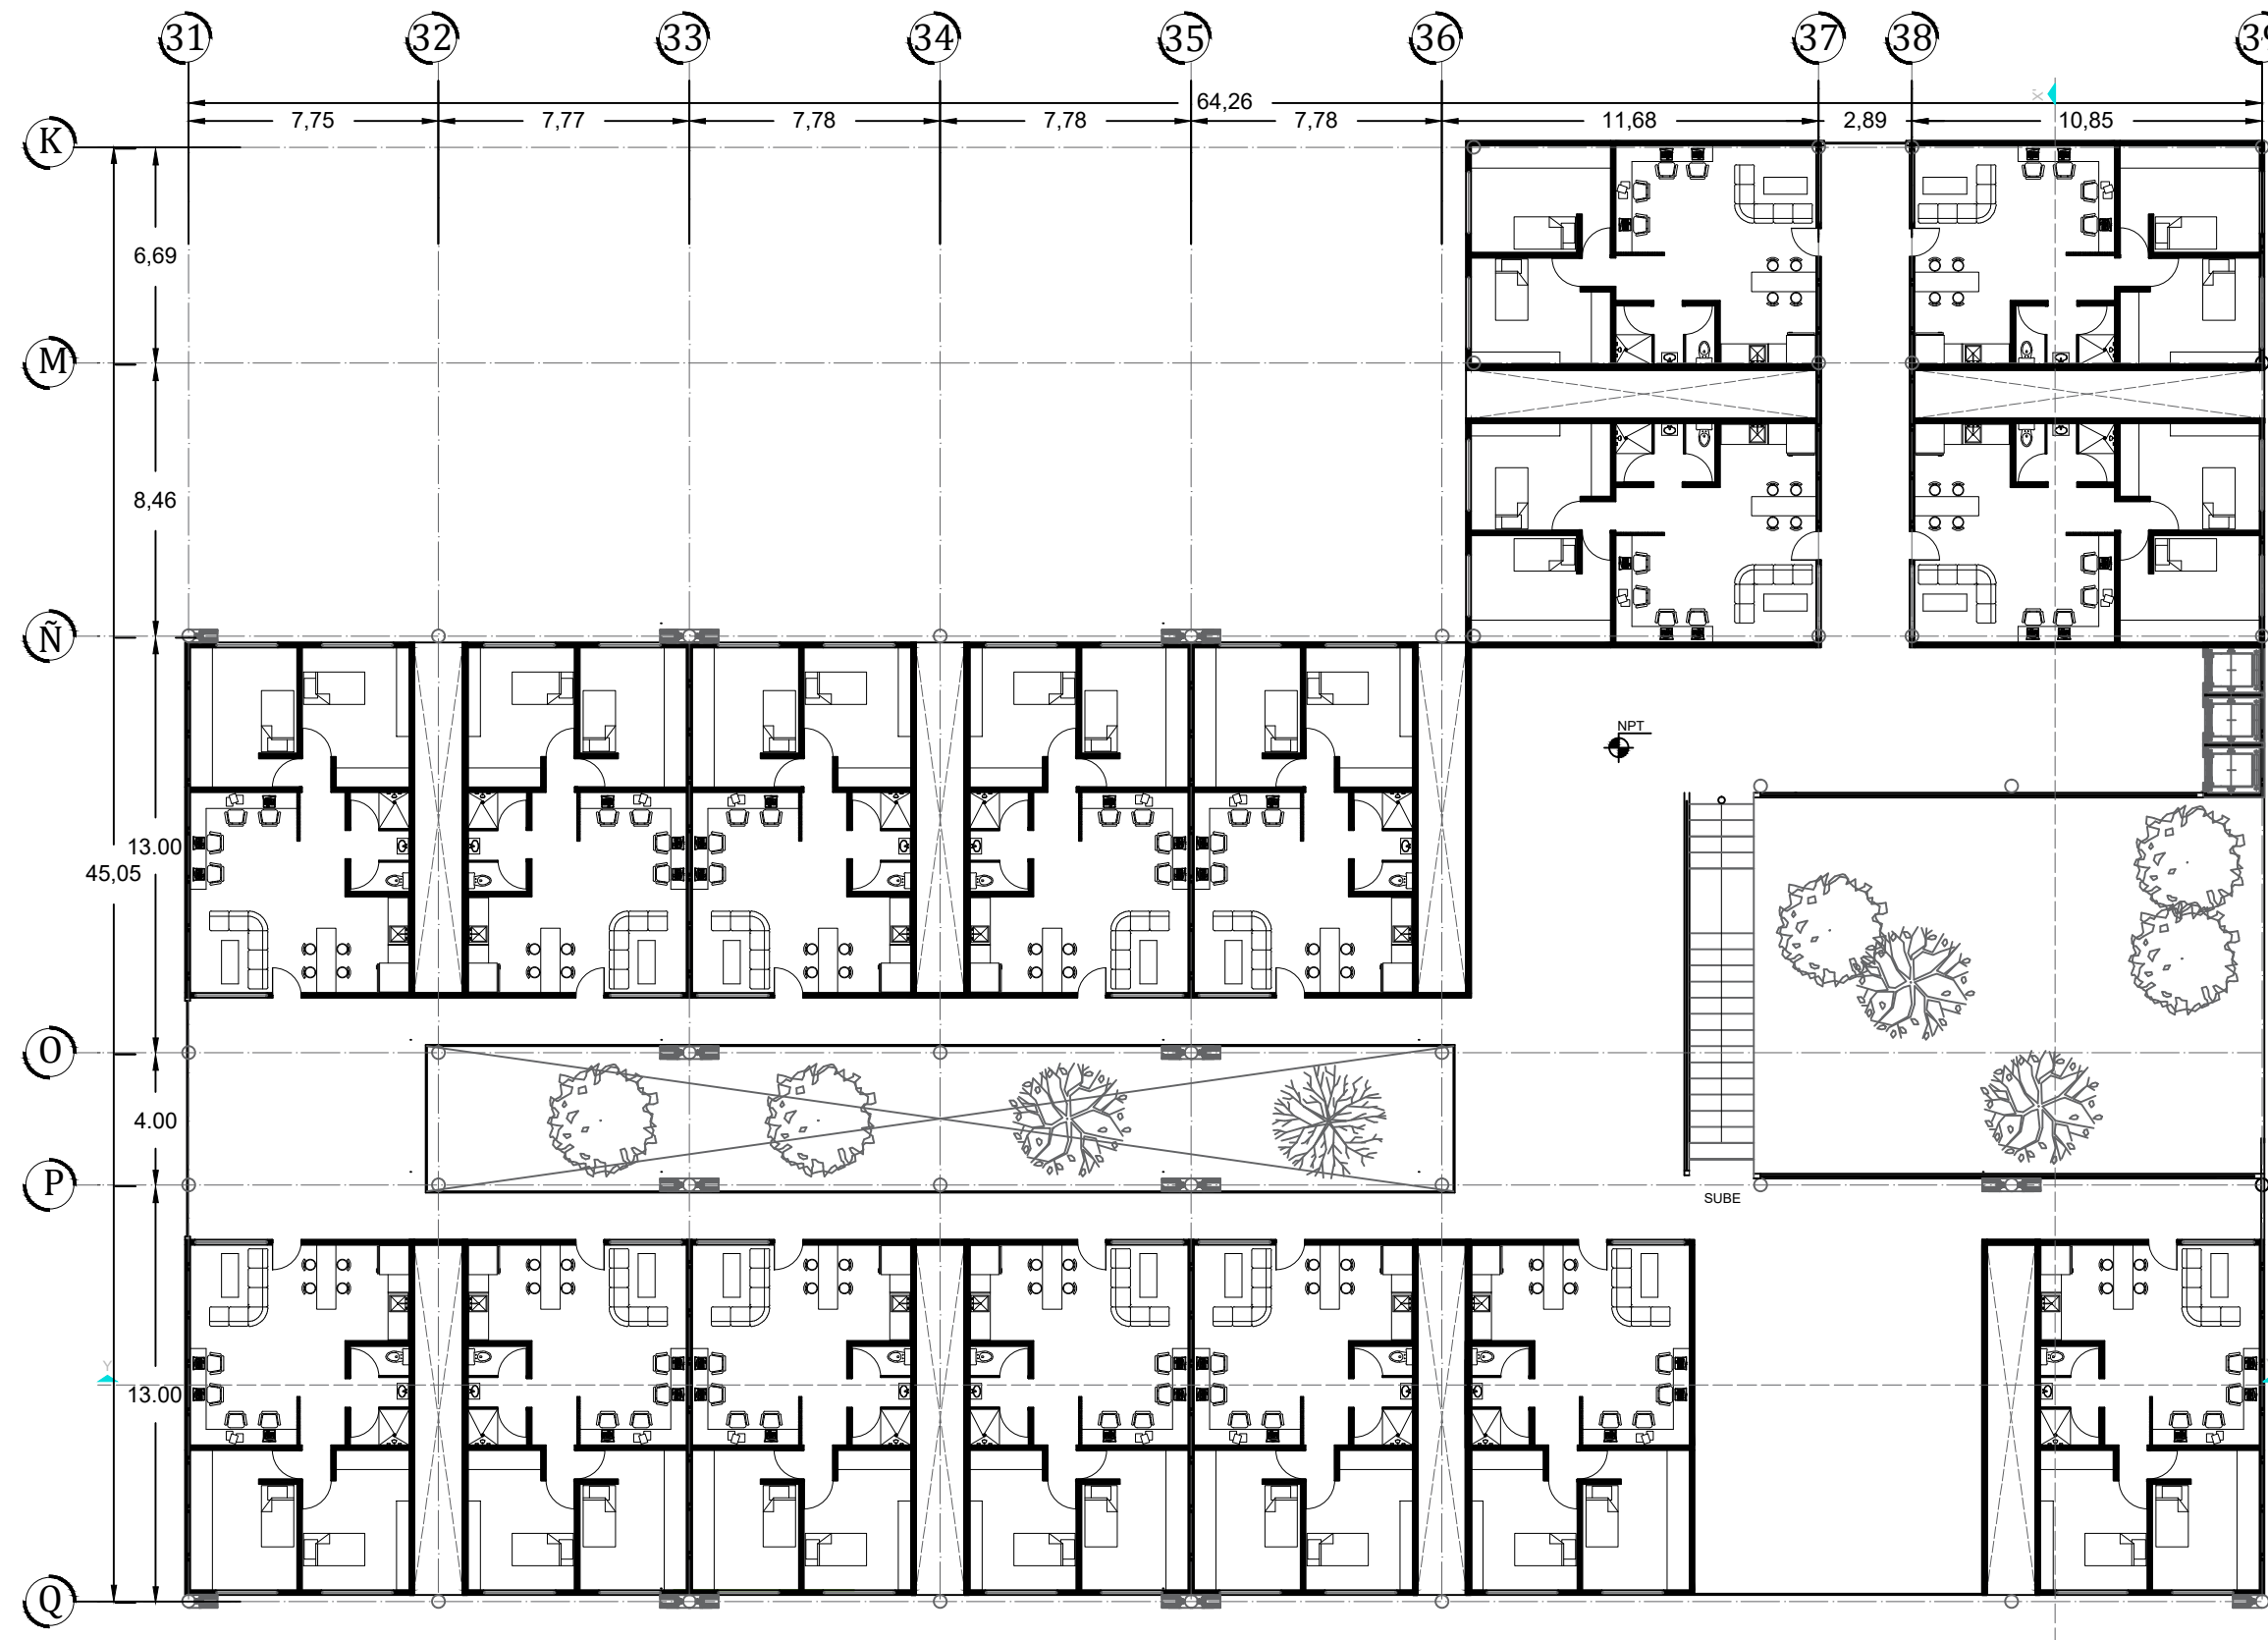 31 32 33 34 35 36 37 38
64,26
7,75 7,77 7,78 7,78 7,78 11,68 2,89 10,85
K
6,69
M
8,46
Ñ
NPT
13.00
45,05
O
4.00
P
SUBE
Y
13.00
Q